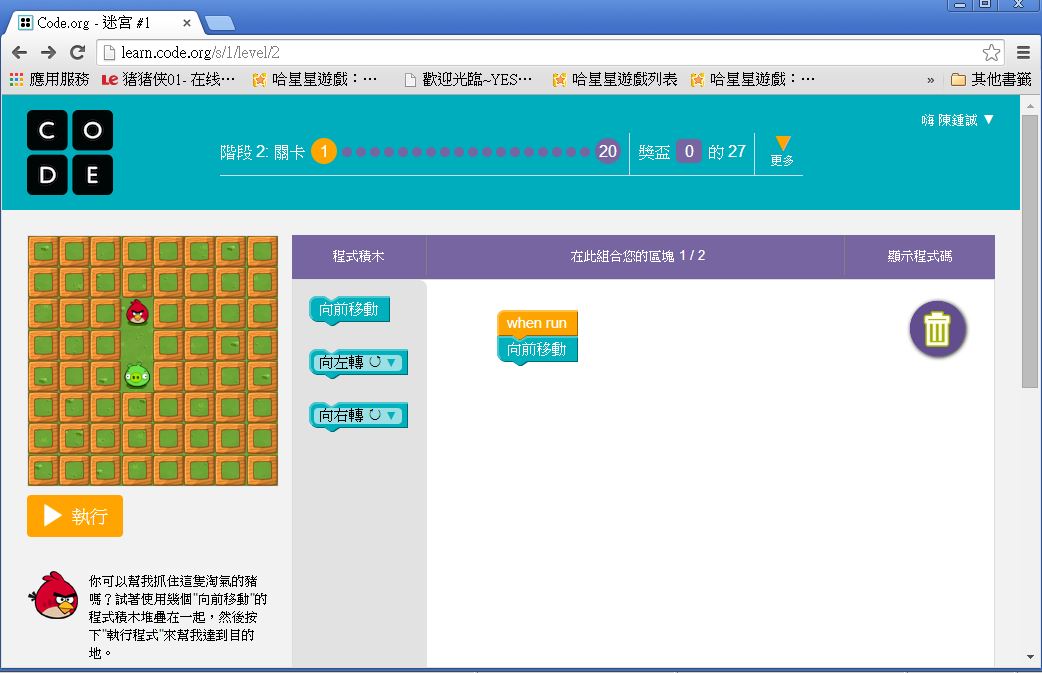 Code.org - 迷宮 #1
learn.code.org/s/1/level/2
應用服務
Le 猪猪侠01- 在线…
哈星星遊戲：…
歡迎光臨~YES…
哈星星遊戲列表
哈星星遊戲：…
» 其他書籤
C O
D E
階段 2: 關卡 1 20
獎盃 0 的 27
更多
嗨 陳鍾誠 ▼
程式積木
在此組合您的區塊 1 / 2
顯示程式碼
向前移動
向左轉
向右轉
when run
向前移動
執行
你可以幫我抓住這隻淘氣的豬
嗎？試著使用幾個"向前移動"的
程式積木堆疊在一起，然後按
下"執行程式"來幫我達到目的
地。